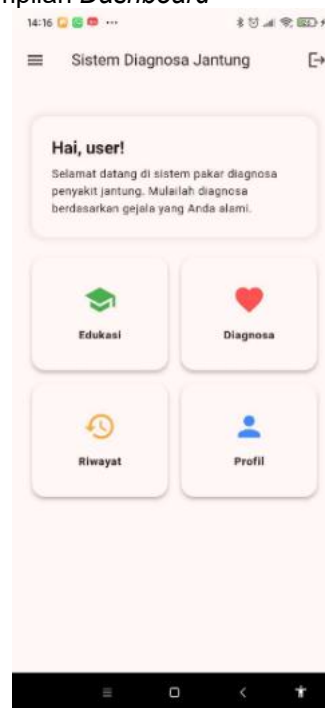 mpilan Dashboard
14:16
Sistem Diagnosa Jantung
Hai, user!
Selamat datang di sistem pakar diagnosa
penyakit jantung. Mulailah diagnosa
berdasarkan gejala yang Anda alami.
Edukasi
Diagnosa
Riwayat
Profil